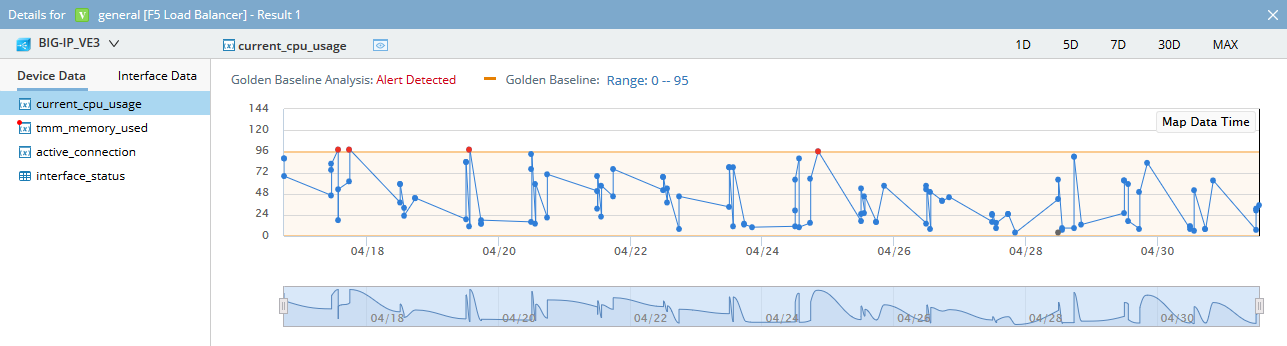 Details for V general [F5 Load Balancer] - Result 1
BIG-IP_VE3
[x] current_cpu_usage
1D 5D 7D 30D MAX
Device Data Interface Data
[x] current_cpu_usage
[x] tmm_memory_used
[x] active_connection
interface_status
Golden Baseline Analysis: Alert Detected Golden Baseline: Range: 0 -- 95
Map Data Time
144
120
96
72
48
24
0
04/18 04/20 04/22 04/24 04/26 04/28 04/30
04/18 04/20 04/22 04/24 04/26 04/28 04/30